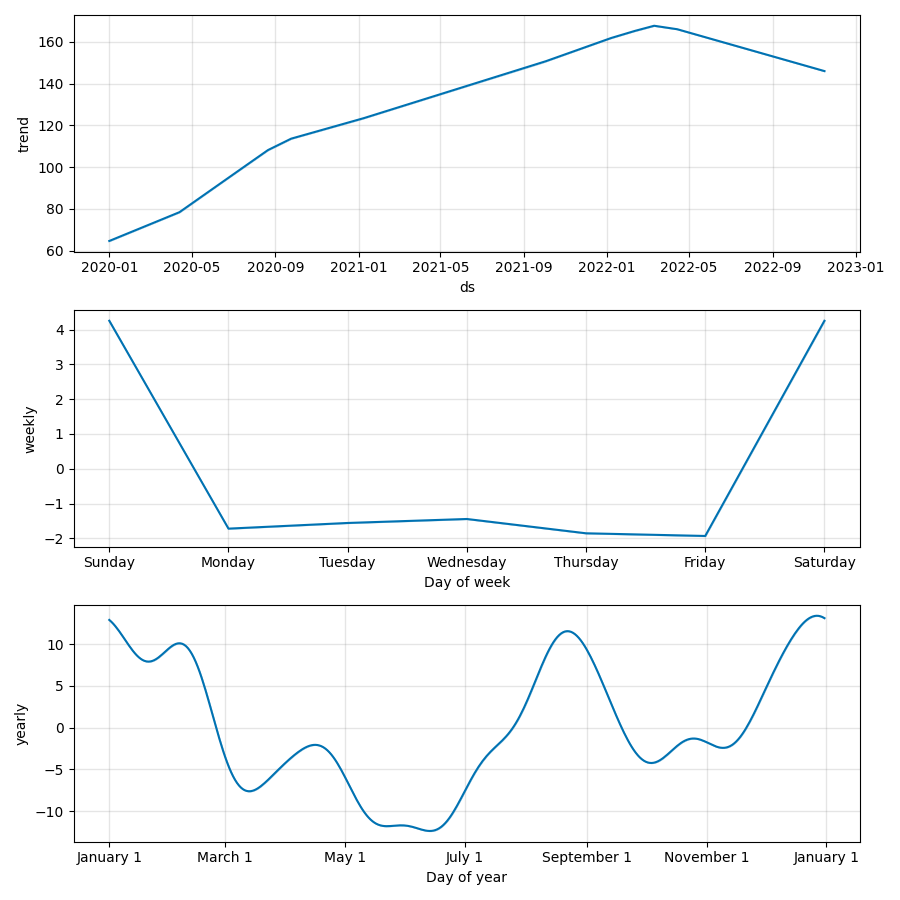 160
140
120
100
80
60
trend
2020-01 2020-05 2020-09 2021-01 2021-05 2021-09 2022-01 2022-05 2022-09 2023-01
ds
4
3
2
1
0
−1
−2
weekly
Sunday Monday Tuesday Wednesday Thursday Friday Saturday
Day of week
10
5
0
−5
−10
yearly
January 1 March 1 May 1 July 1 September 1 November 1 January 1
Day of year